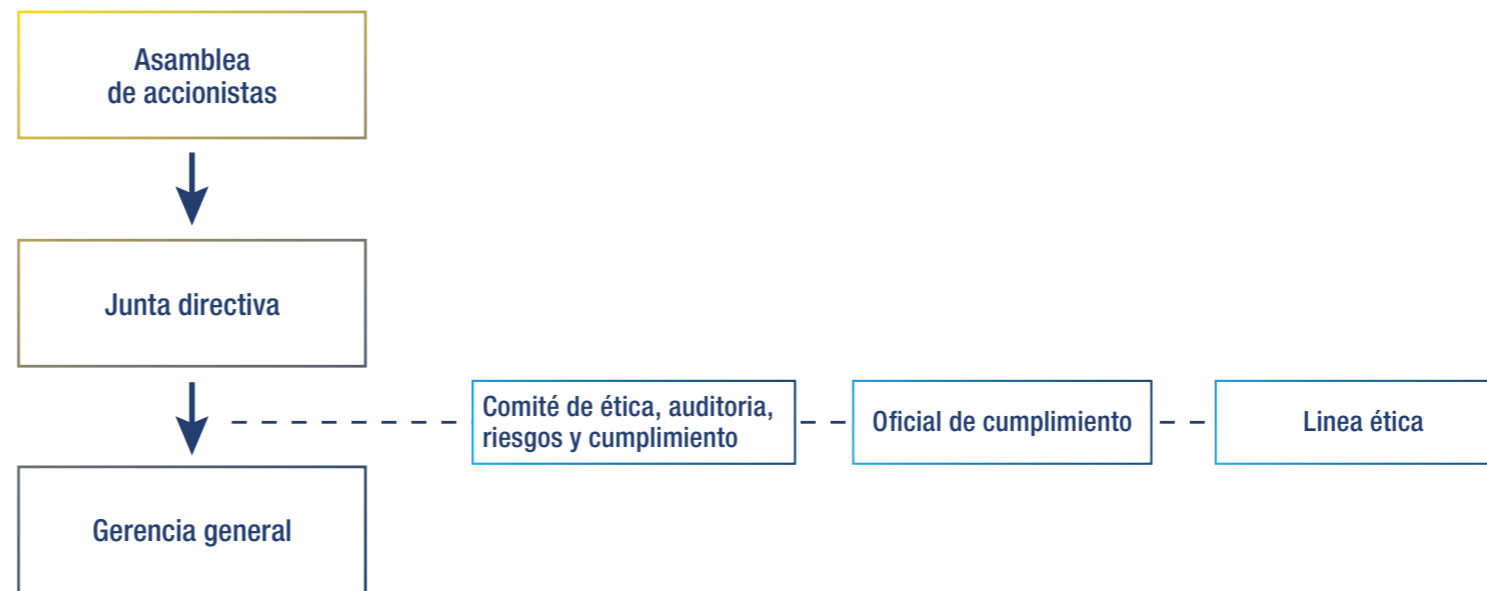 Asamblea
de accionistas
Junta directiva
Comité de ética, auditoria,
riesgos y cumplimiento
Oficial de cumplimiento
Linea ética
Gerencia general